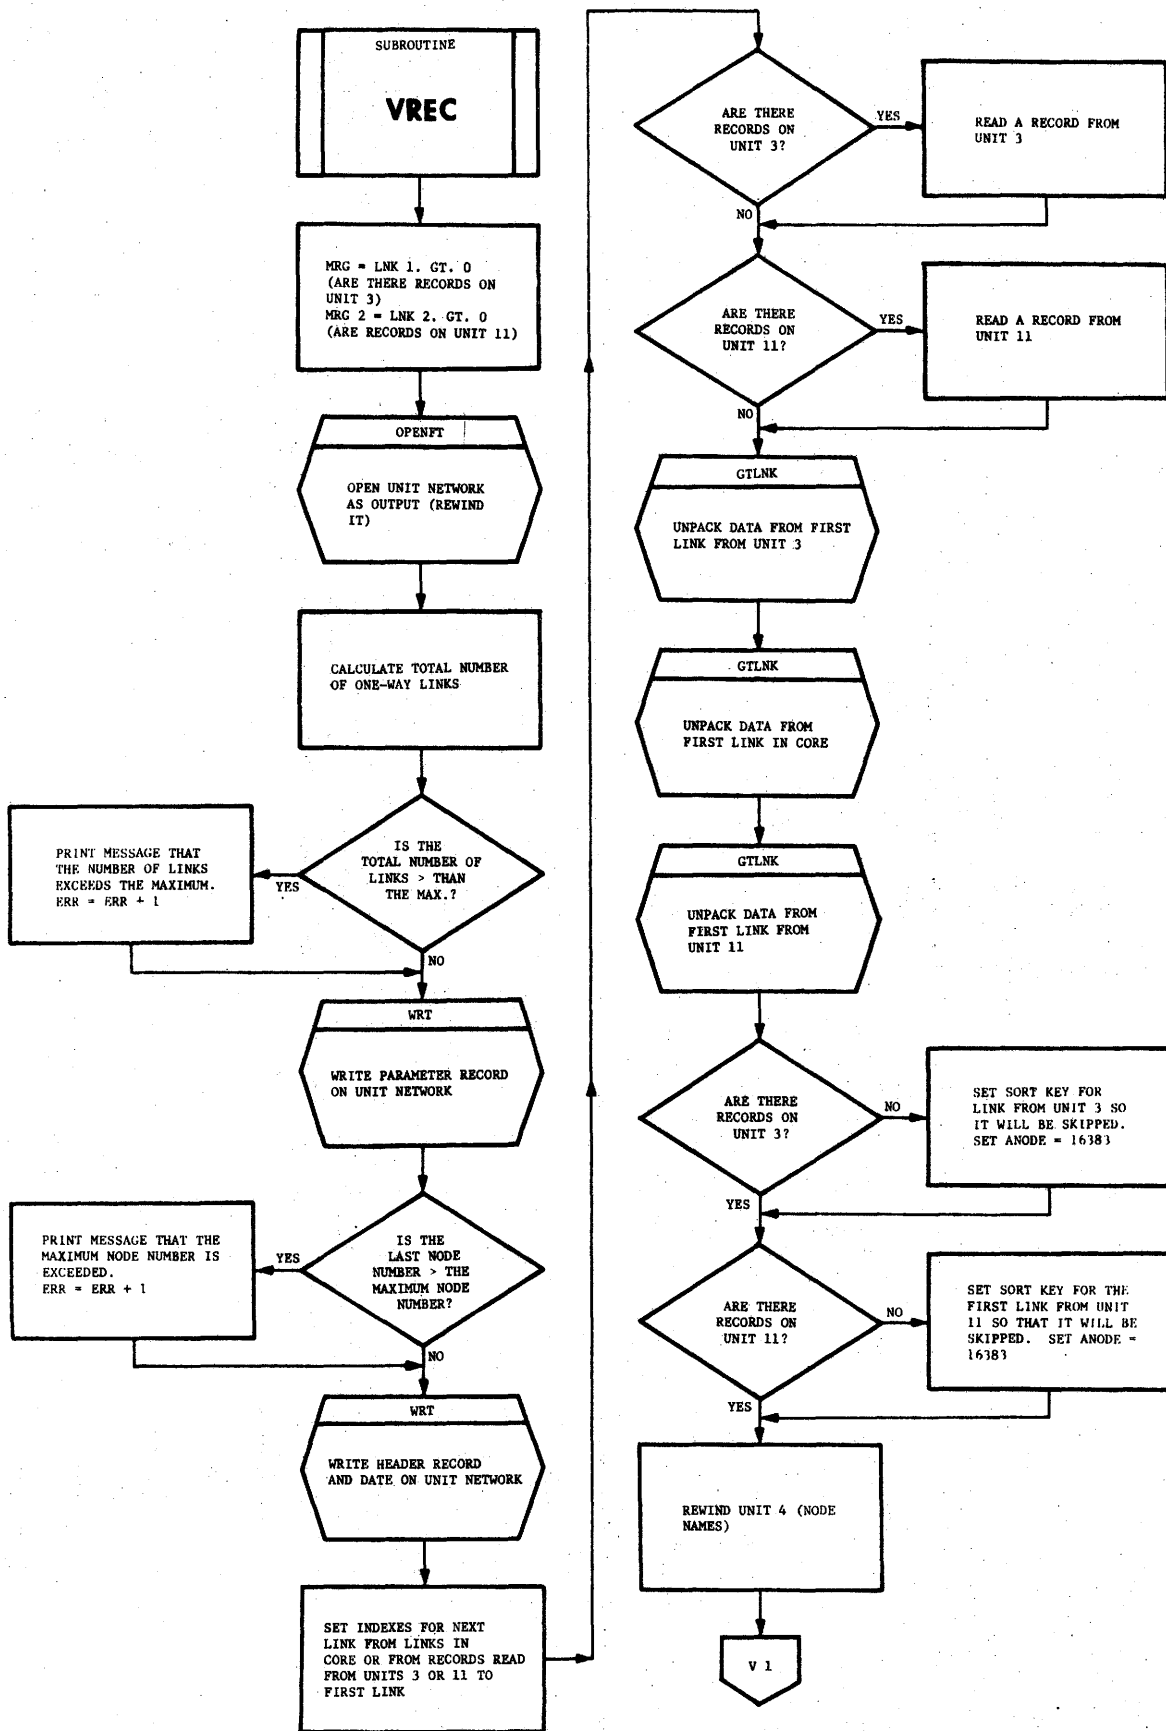 SUBROUTINE
VREC
MRG = LNK 1. GT. 0
(ARE THERE RECORDS ON
UNIT 3)
MRG 2 = LNK 2. GT. 0
(ARE RECORDS ON UNIT 11)
OPENFT
OPEN UNIT NETWORK
AS OUTPUT (REWIND
IT)
CALCULATE TOTAL NUMBER
OF ONE-WAY LINKS
IS THE
TOTAL NUMBER OF
LINKS > THAN
THE MAX.?
YES
PRINT MESSAGE THAT
THE NUMBER OF LINKS
EXCEEDS THE MAXIMUM.
ERR = ERR + 1
NO
WRT
WRITE PARAMETER RECORD
ON UNIT NETWORK
IS THE
LAST NODE
NUMBER > THE
MAXIMUM NODE
NUMBER?
YES
PRINT MESSAGE THAT THE
MAXIMUM NODE NUMBER IS
EXCEEDED.
ERR = ERR + 1
NO
WRT
WRITE HEADER RECORD
AND DATE ON UNIT NETWORK
SET INDEXES FOR NEXT
LINK FROM LINKS IN
CORE OR FROM RECORDS READ
FROM UNITS 3 OR 11 TO
FIRST LINK
ARE THERE
RECORDS ON
UNIT 3?
YES
READ A RECORD FROM
UNIT 3
NO
ARE THERE
RECORDS ON
UNIT 11?
YES
READ A RECORD FROM
UNIT 11
NO
GTLNK
UNPACK DATA FROM FIRST
LINK FROM UNIT 3
GTLNK
UNPACK DATA FROM
FIRST LINK IN CORE
GTLNK
UNPACK DATA FROM
FIRST LINK FROM
UNIT 11
ARE THERE
RECORDS ON
UNIT 3?
NO
SET SORT KEY FOR
LINK FROM UNIT 3 SO
IT WILL BE SKIPPED.
SET ANODE = 16383
YES
ARE THERE
RECORDS ON
UNIT 11?
NO
SET SORT KEY FOR THE
FIRST LINK FROM UNIT
11 SO THAT IT WILL BE
SKIPPED. SET ANODE =
16383
YES
REWIND UNIT 4 (NODE
NAMES)
V 1